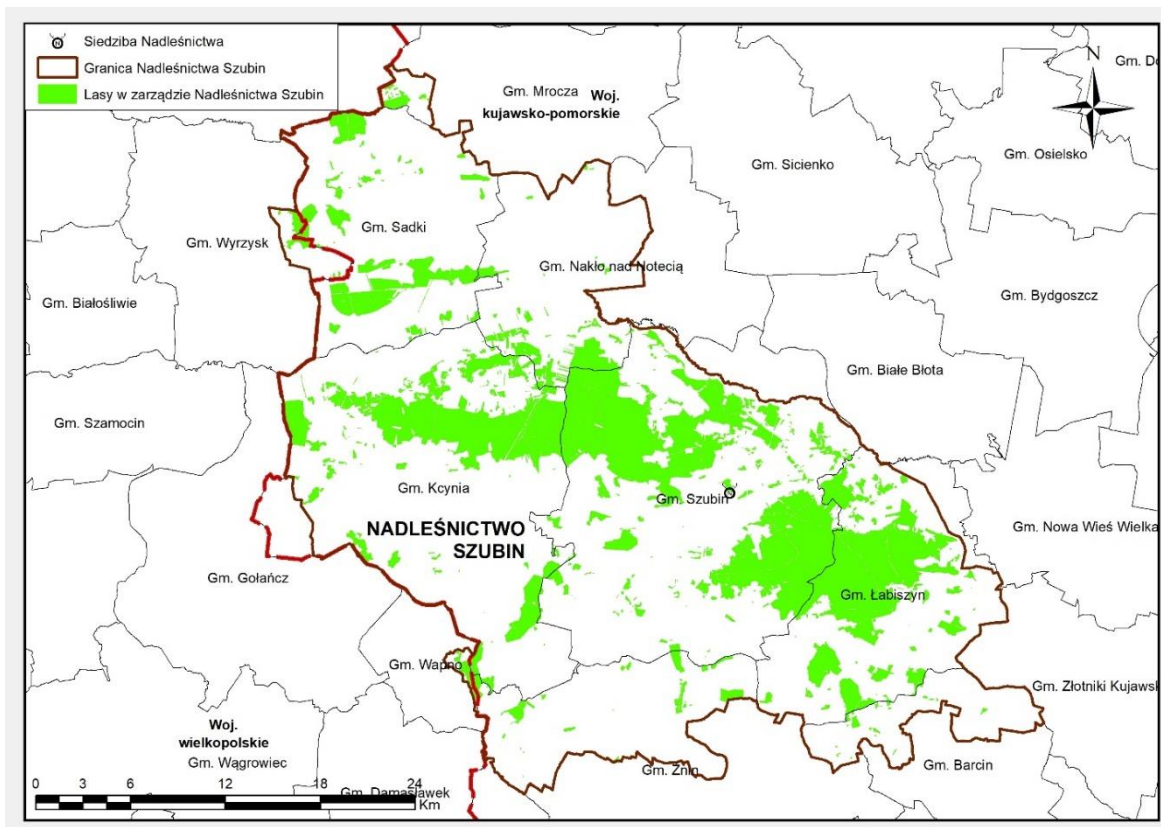 Siedziba Nadleśnictwa
Granica Nadleśnictwa Szubin
Lasy w zarządzie Nadleśnictwa Szubin
N
Gm. Do
Gm. Mrocza
Woj.
kujawsko-pomorskie
Gm. Osielsko
Gm. Sicienko
Gm. Sadki
Gm. Wyrzysk
Gm. Nakło nad Notecią
Gm. Białośliwie
Gm. Bydgoszcz
Gm. Białe Błota
Gm. Szamocin
Gm. Kcynia
Gm. Szubin
N
NADLEŚNICTWO
SZUBIN
Gm. Nowa Wieś Wielka
Gm. Gołańcz
Gm. Łabiszyn
Gm. Wapno
Gm. Złotniki Kujawsk
Woj.
wielkopolskie
Gm. Wągrowiec
Gm. Żnin
Gm. Barcin
Gm. Damasławek
0 3 6 12 18 24
Km